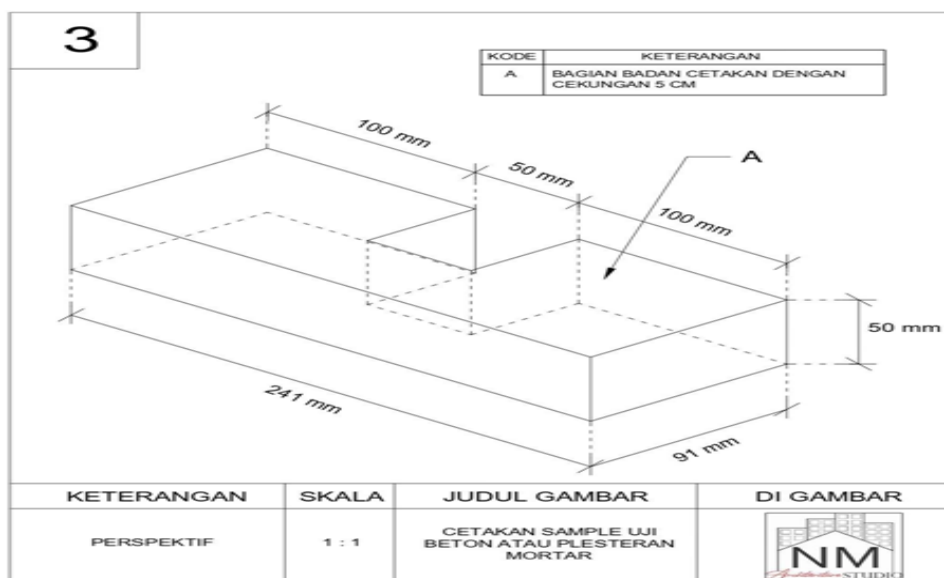 3
KODE KETERANGAN
A BAGIAN BADAN CETAKAN DENGAN
CEKUNGAN 5 CM
100 mm
50 mm
A
100 mm
50 mm
241 mm
91 mm
KETERANGAN SKALA JUDUL GAMBAR DI GAMBAR
PERSPEKTIF 1 : 1 CETAKAN SAMPLE UJI
BETON ATAU PLESTERAN
MORTAR
NM
STUDIO